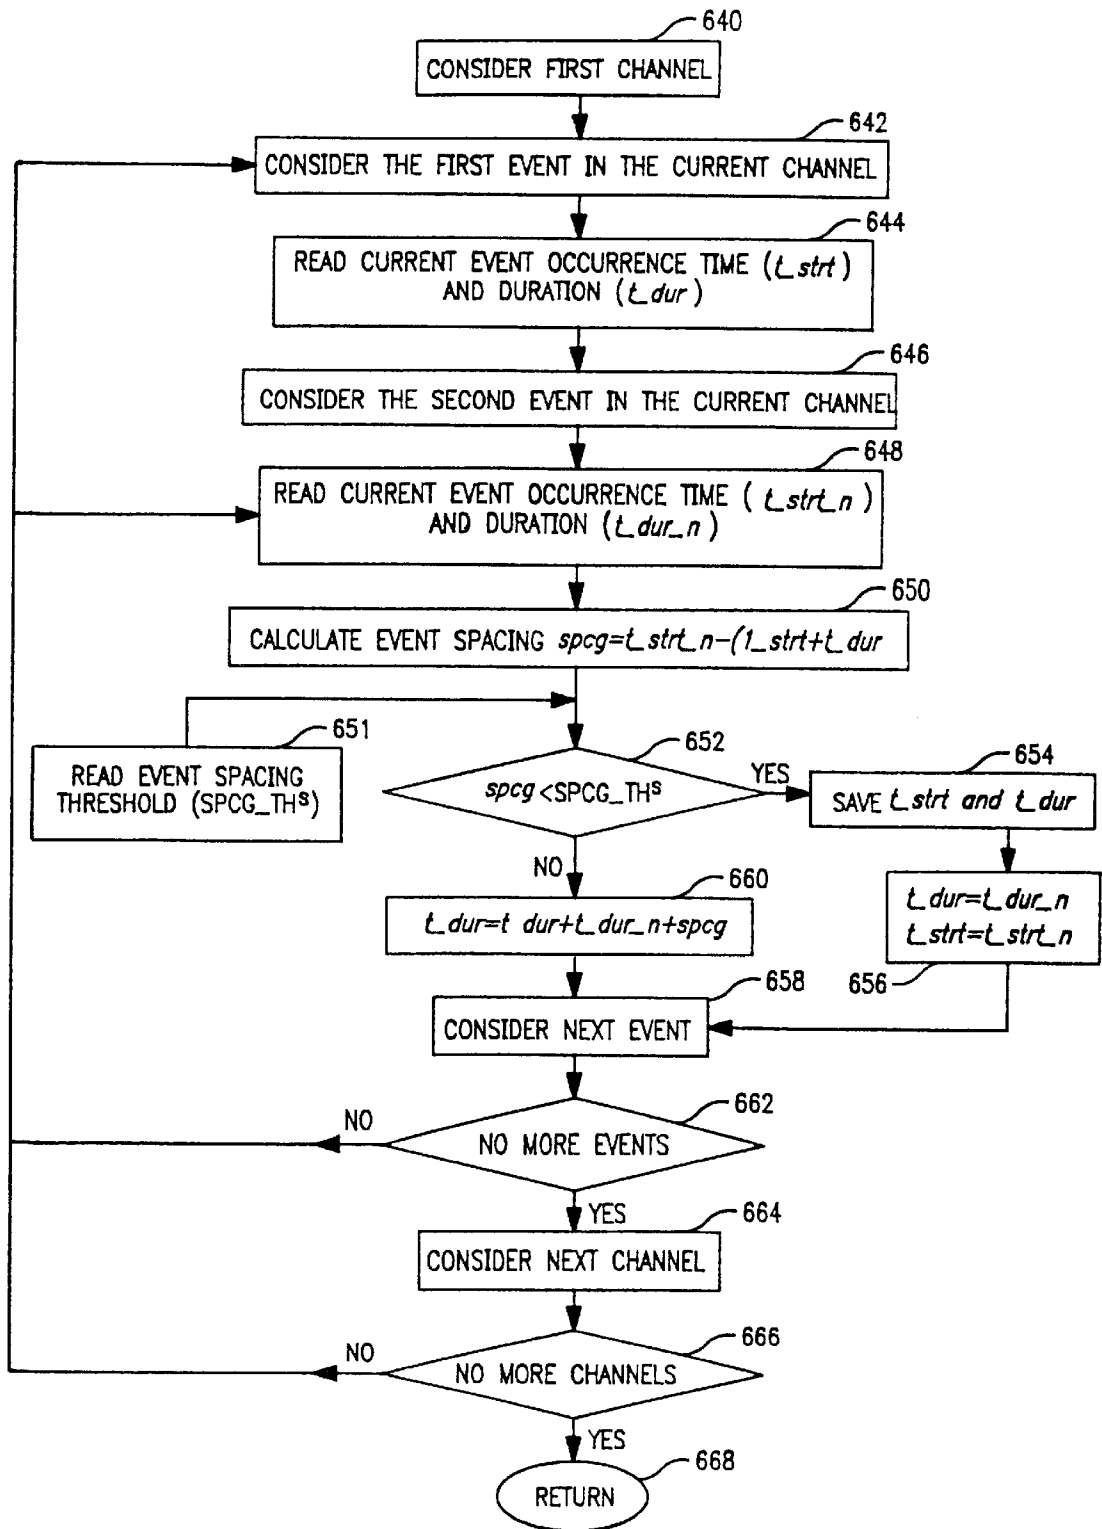 640
CONSIDER FIRST CHANNEL
642
CONSIDER THE FIRST EVENT IN THE CURRENT CHANNEL
644
READ CURRENT EVENT OCCURRENCE TIME (t_strt)
AND DURATION (t_dur)
646
CONSIDER THE SECOND EVENT IN THE CURRENT CHANNEL
648
READ CURRENT EVENT OCCURRENCE TIME (t_strt_n)
AND DURATION (t_dur_n)
650
CALCULATE EVENT SPACING spcg=t_strt_n-(1_strt+t_dur
651
READ EVENT SPACING
THRESHOLD (SPCG_THˢ)
652
spcg<SPCG_THˢ
YES
654
SAVE t_strt and t_dur
NO
660
t_dur=t dur+t_dur_n+spcg
t_dur=t_dur_n
t_strt=t_strt_n
656
658
CONSIDER NEXT EVENT
662
NO
NO MORE EVENTS
YES
664
CONSIDER NEXT CHANNEL
666
NO
NO MORE CHANNELS
YES
668
RETURN